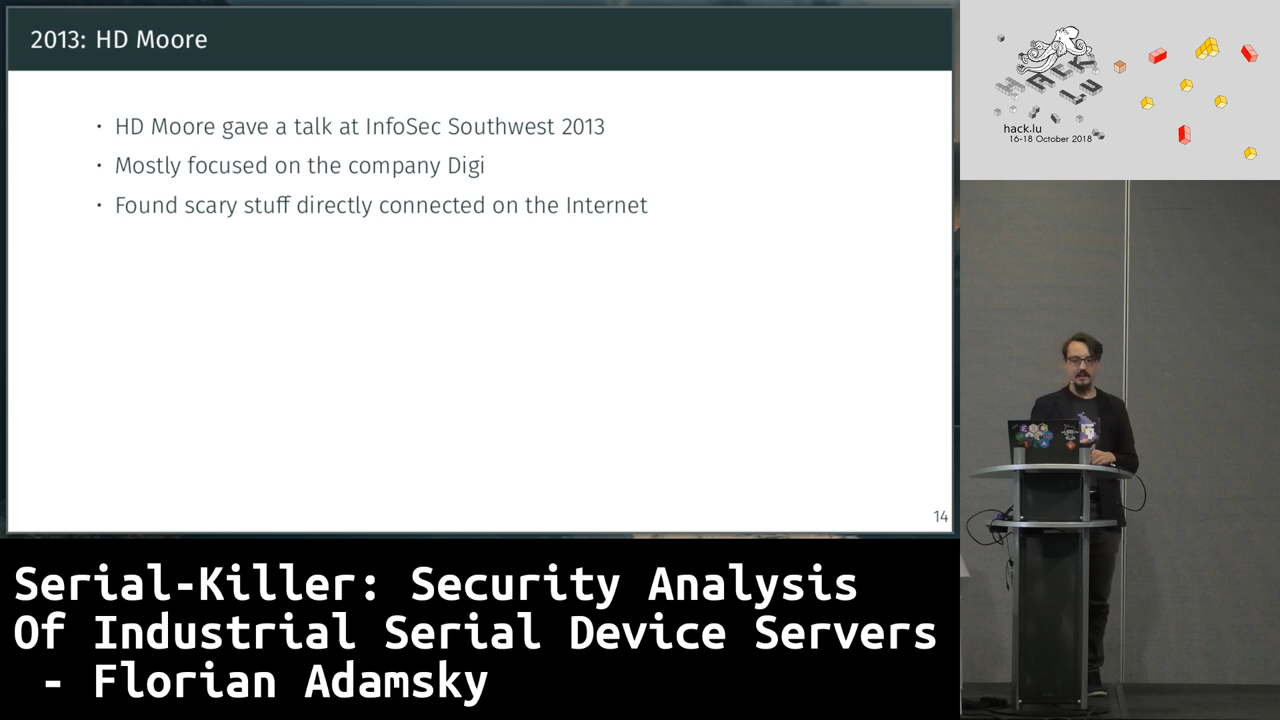 2013: HD Moore
· HD Moore gave a talk at InfoSec Southwest 2013
· Mostly focused on the company Digi
· Found scary stuff directly connected on the Internet
14
HACK
LU
hack.lu
16-18 October 2018
Serial-Killer: Security Analysis
Of Industrial Serial Device Servers
- Florian Adamsky